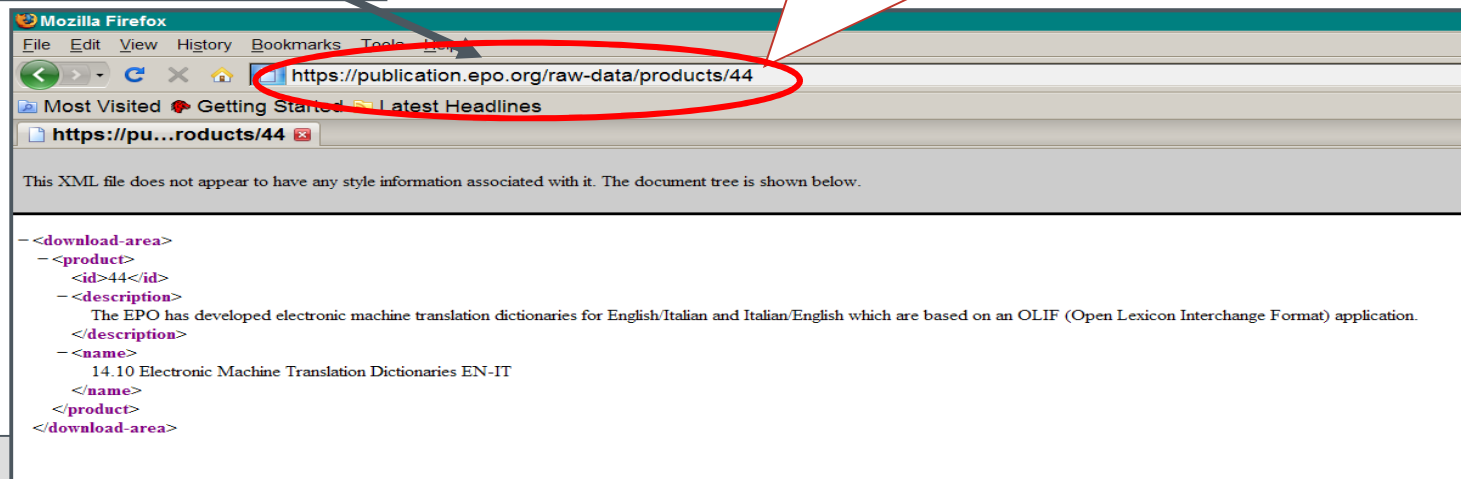 Mozilla Firefox
File Edit View History Bookmarks Tools Help
https://publication.epo.org/raw-data/products/44
Most Visited Getting Started Latest Headlines
https://pu...roducts/44
This XML file does not appear to have any style information associated with it. The document tree is shown below.
− <download-area>
− <product>
<id>44</id>
− <description>
The EPO has developed electronic machine translation dictionaries for English/Italian and Italian/English which are based on an OLIF (Open Lexicon Interchange Format) application.
</description>
− <name>
14.10 Electronic Machine Translation Dictionaries EN-IT
</name>
</product>
</download-area>